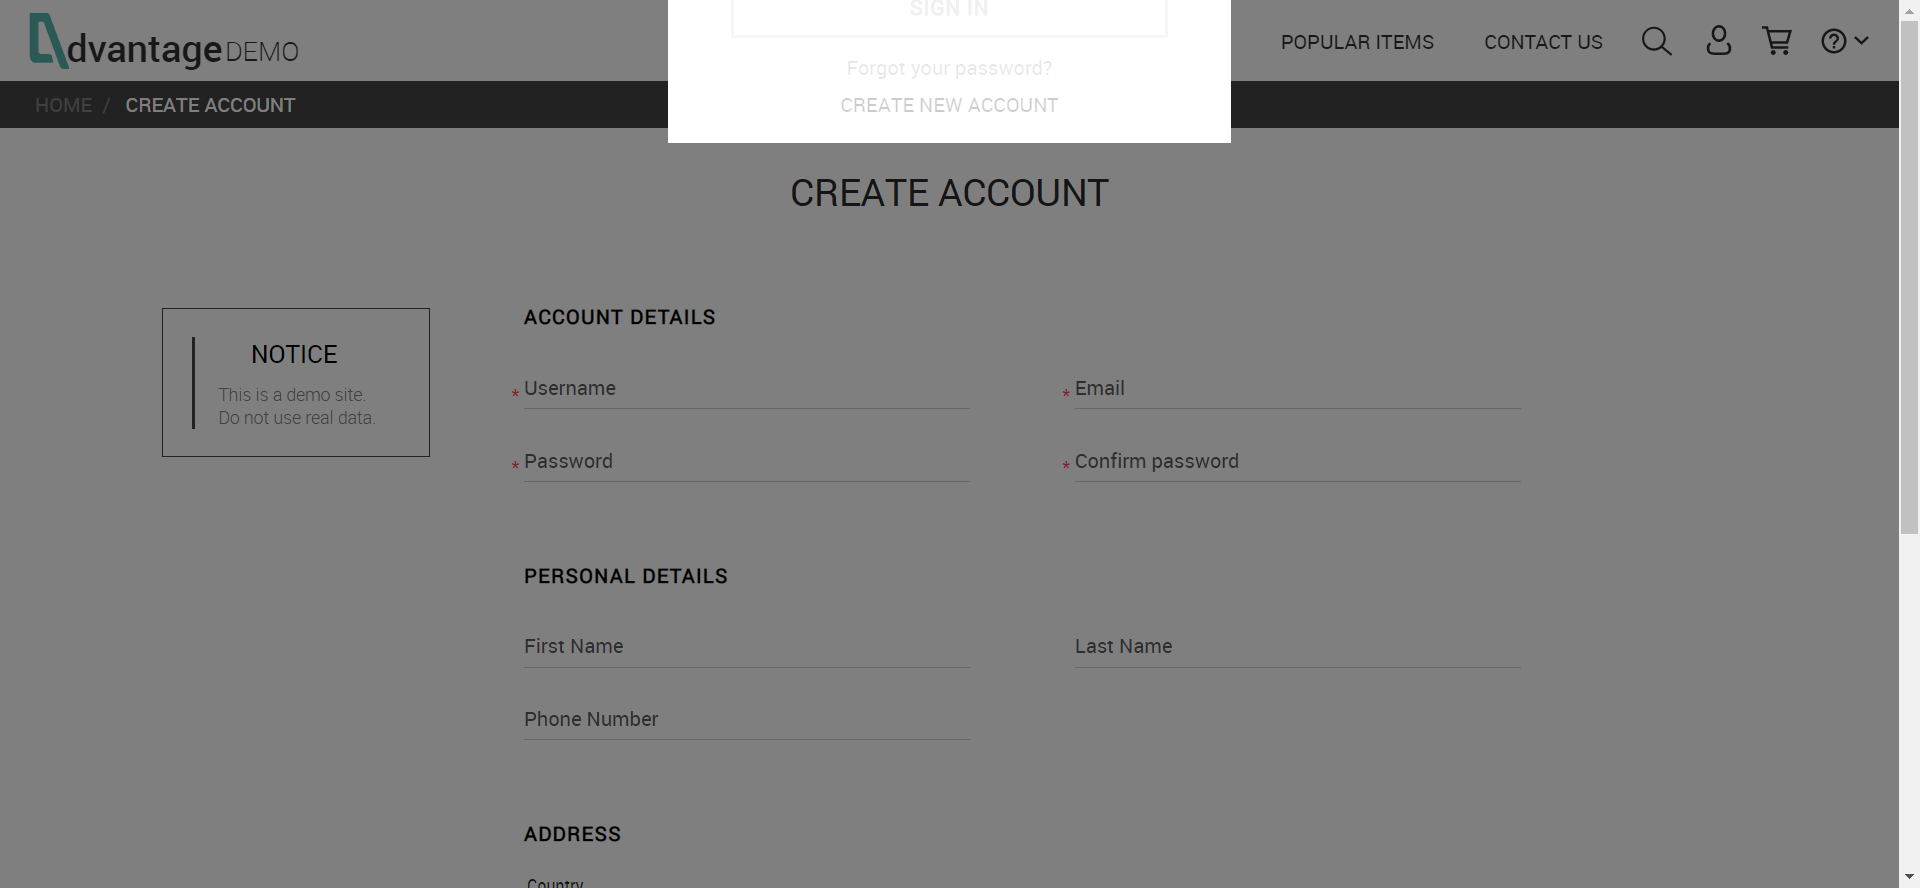 dvantage DEMO
SIGN IN
POPULAR ITEMS
CONTACT US
Forgot your password?
HOME / CREATE ACCOUNT
CREATE NEW ACCOUNT
CREATE ACCOUNT
NOTICE
This is a demo site.
Do not use real data.
ACCOUNT DETAILS
* Username
* Email
* Password
* Confirm password
PERSONAL DETAILS
First Name
Last Name
Phone Number
ADDRESS
Country